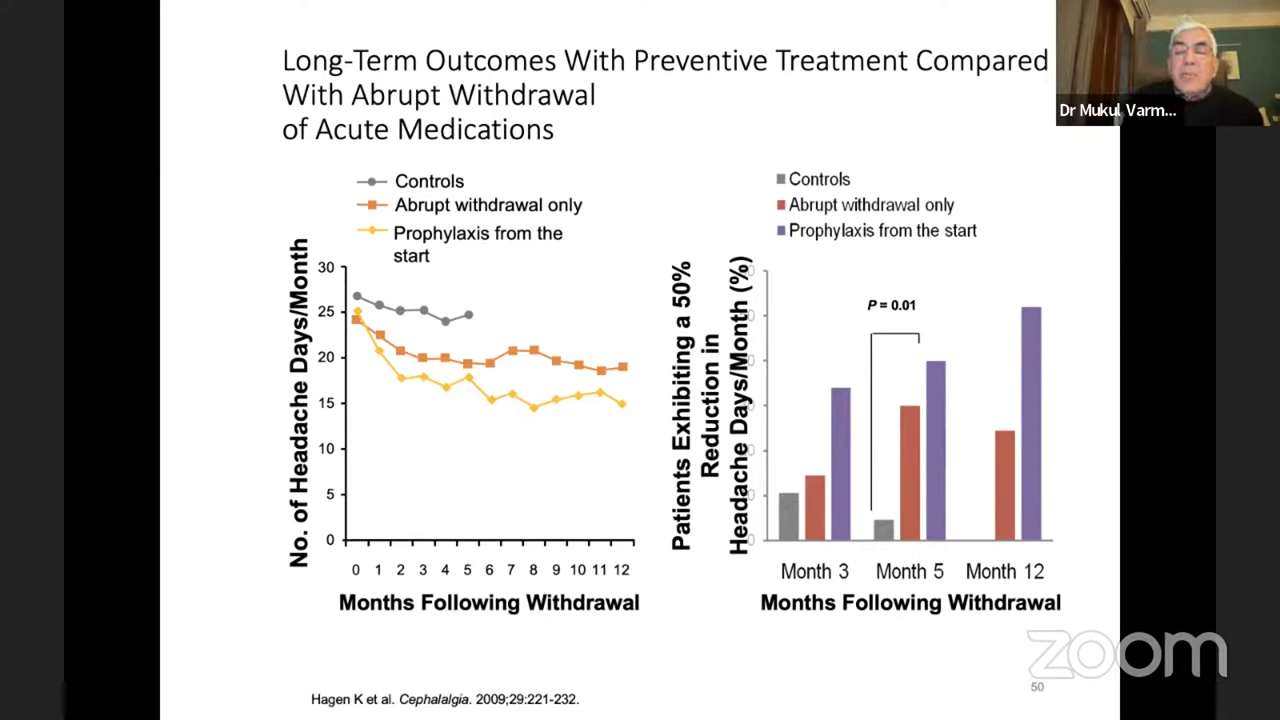 Long-Term Outcomes With Preventive Treatment Compared
With Abrupt Withdrawal
of Acute Medications
Dr Mukul Varm...
Controls
Abrupt withdrawal only
Prophylaxis from the
start
No. of Headache Days/Month
30
25
20
15
10
5
0
0 1 2 3 4 5 6 7 8 9 10 11 12
Months Following Withdrawal
Controls
Abrupt withdrawal only
Prophylaxis from the start
Patients Exhibiting a 50%
Reduction in
Headache Days/Month (%)
P = 0.01
Month 3 Month 5 Month 12
Months Following Withdrawal
zoom
50
Hagen K et al. Cephalalgia. 2009;29:221-232.